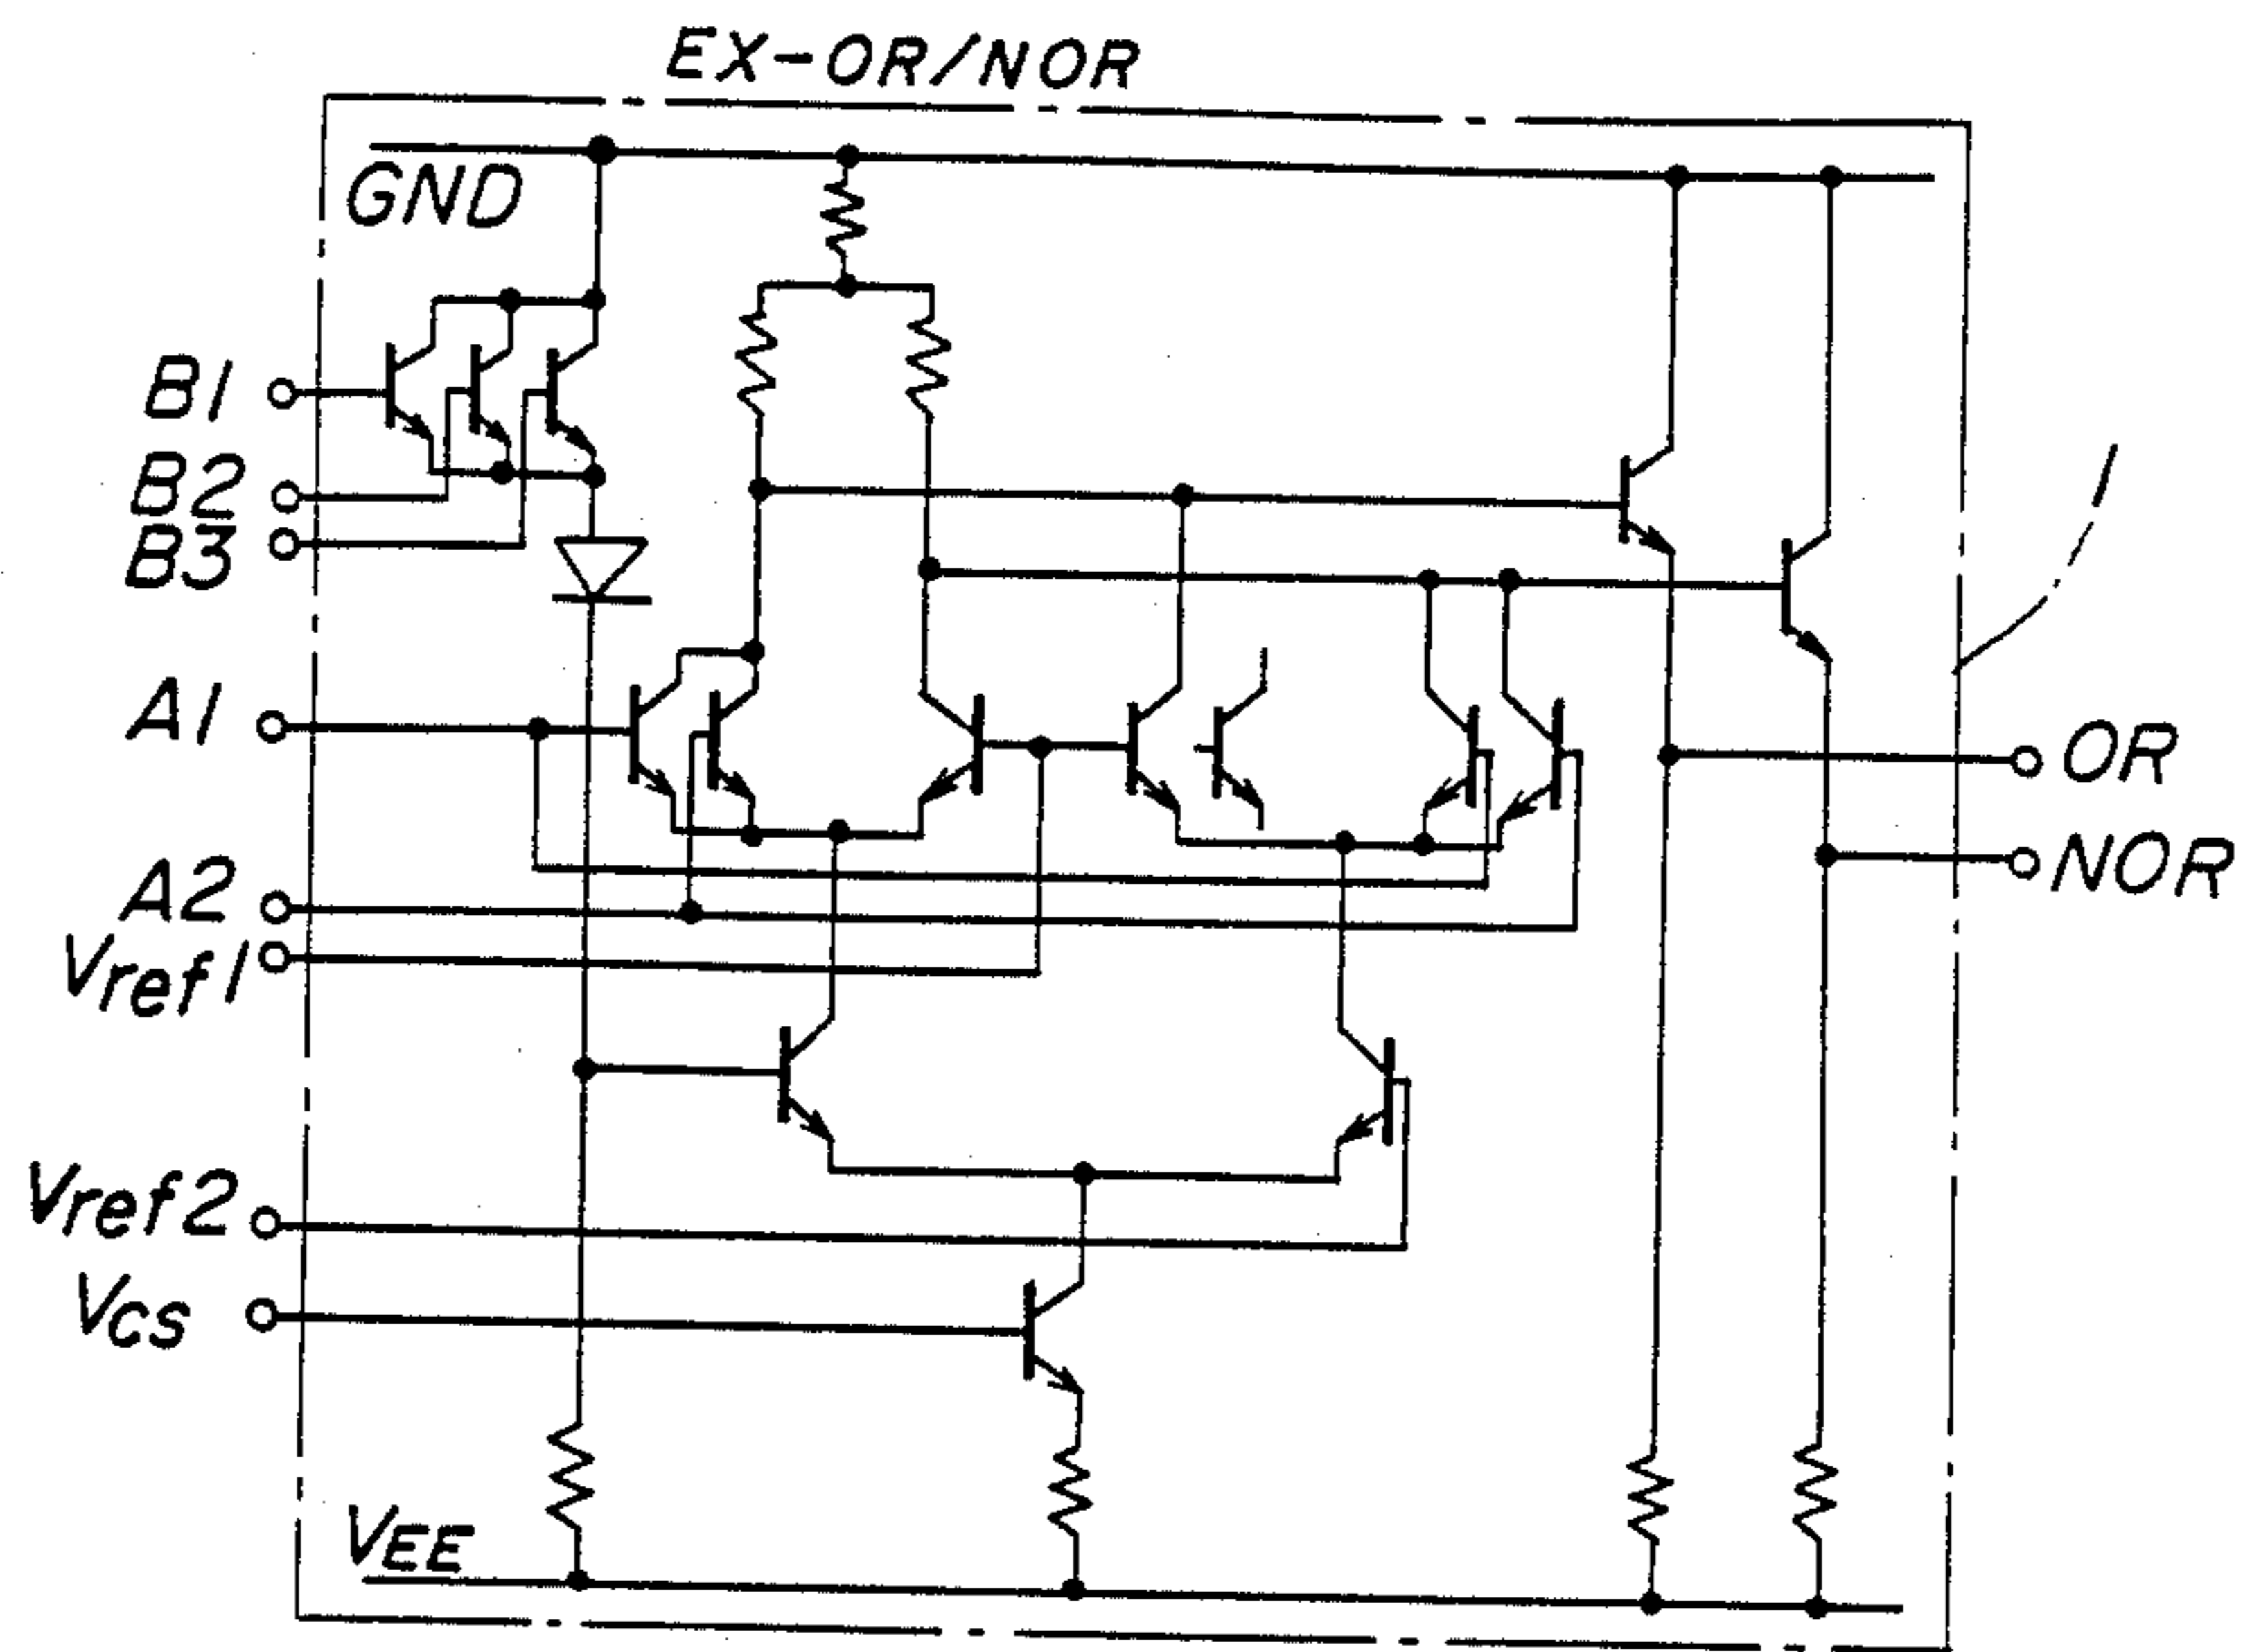 EX-OR/NOR
GND
B1
B2
B3
1
A1
OR
NOR
A2
Vref1
Vref2
VCS
VEE